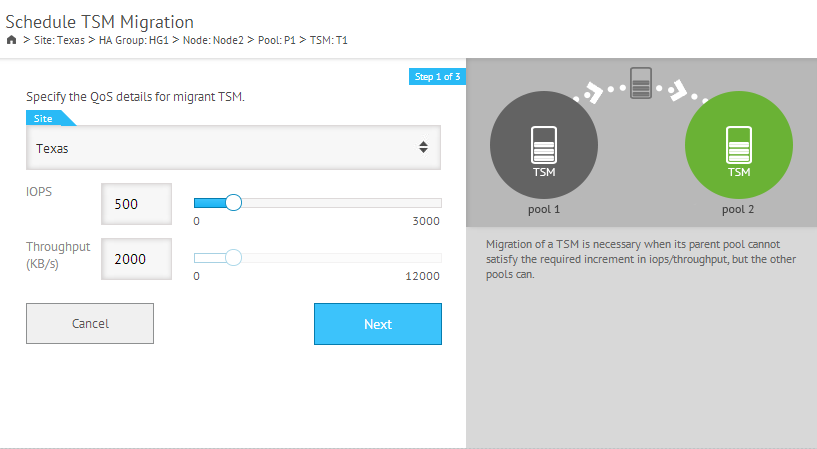 Schedule TSM Migration
> Site: Texas > HA Group: HG1 > Node: Node2 > Pool: P1 > TSM: T1
Step 1 of 3
Specify the QoS details for migrant TSM.
Site
Texas
IOPS
500
0
3000
Throughput
(KB/s)
2000
0
12000
Cancel
Next
TSM
TSM
pool 1
pool 2
Migration of a TSM is necessary when its parent pool cannot
satisfy the required increment in iops/throughput, but the other
pools can.